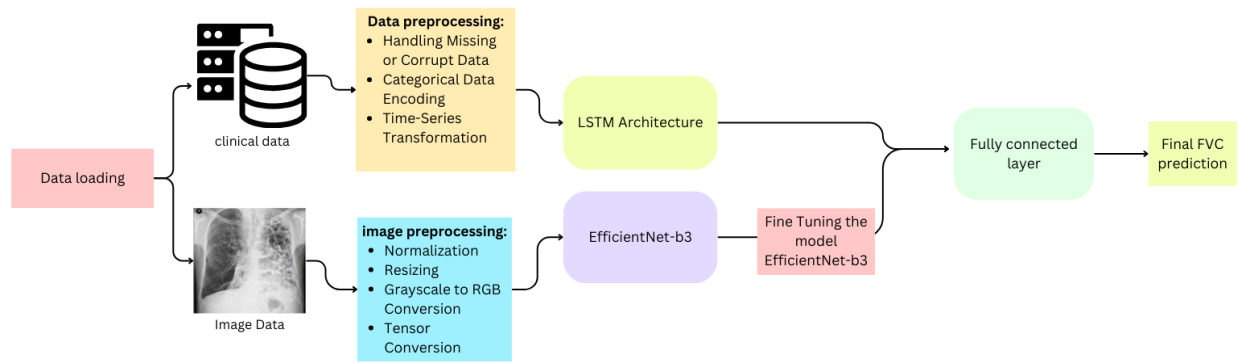 Data loading
clinical data
Image Data
Data preprocessing:
• Handling Missing
or Corrupt Data
• Categorical Data
Encoding
• Time-Series
Transformation
image preprocessing:
• Normalization
• Resizing
• Grayscale to RGB
Conversion
• Tensor
Conversion
LSTM Architecture
EfficientNet-b3
Fine Tuning the
model
EfficientNet-b3
Fully connected
layer
Final FVC
prediction